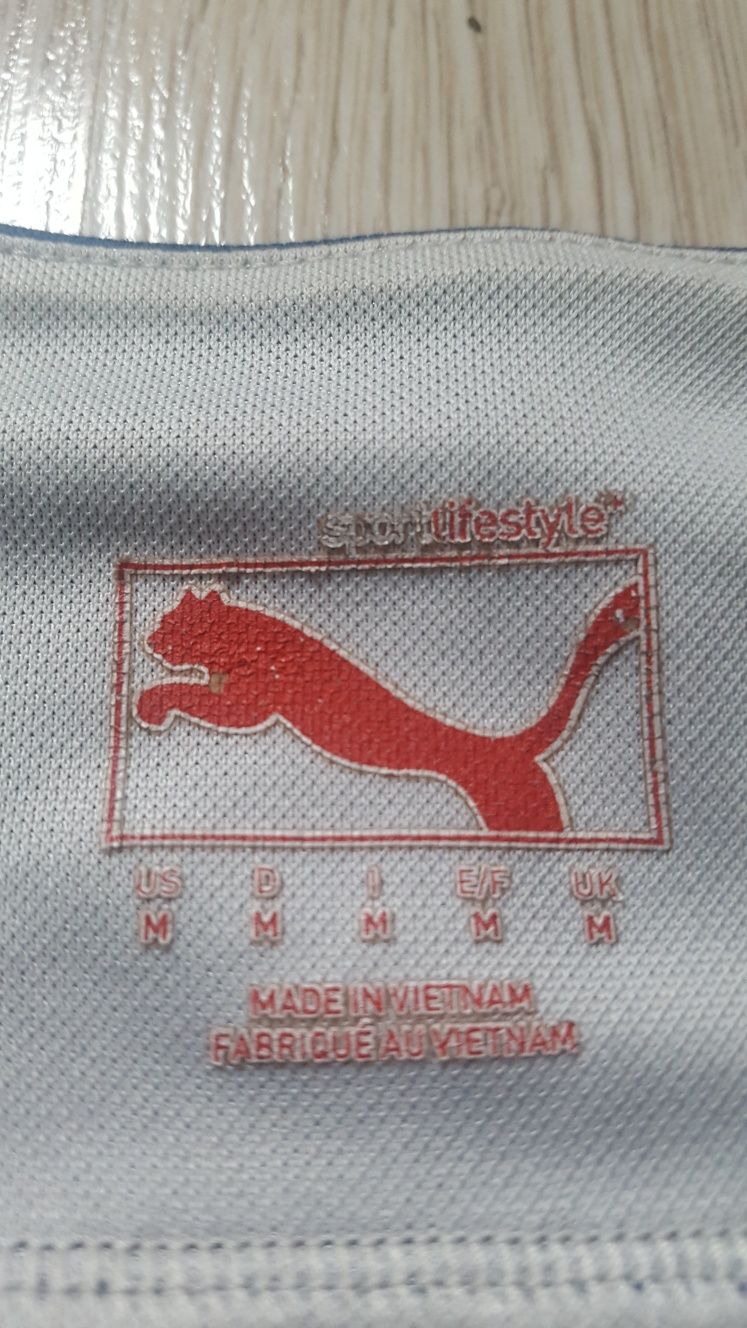 sportlifestyle*
US D I E/F UK
M M M M M
MADE IN VIETNAM
FABRIQUÉ AU VIETNAM